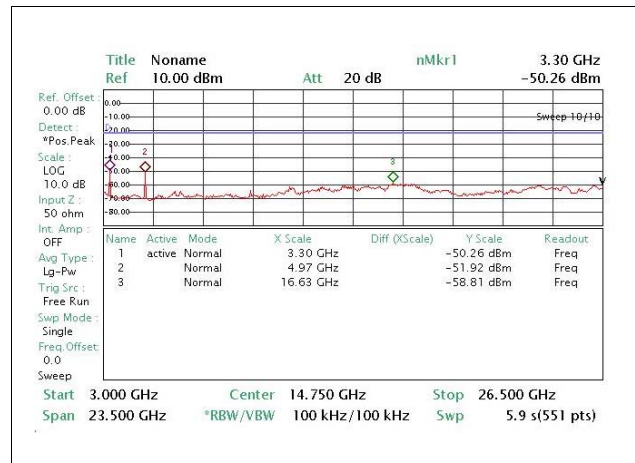 Title Noname nMkr1 3.30 GHz
Ref 10.00 dBm Att 20 dB -50.26 dBm
Ref. Offset :
0.00 dB
Detect :
*Pos.Peak
Scale :
LOG
10.0 dB
Input Z :
50 ohm
Int. Amp :
OFF
Avg Type :
Lg-Pw
Trig Src :
Free Run
Swp Mode :
Single
Freq.Offset:
0.0
Sweep
0.00
-10.00
Sweep 10/10
-20.00
1
2
3
-40.00
-60.00
-70.00
-80.00
Name Active Mode X Scale Diff (XScale) Y Scale Readout
1 active Normal 3.30 GHz -50.26 dBm Freq
2 Normal 4.97 GHz -51.92 dBm Freq
3 Normal 16.63 GHz -58.81 dBm Freq
Start 3.000 GHz Center 14.750 GHz Stop 26.500 GHz
Span 23.500 GHz *RBW/VBW 100 kHz/100 kHz Swp 5.9 s(551 pts)